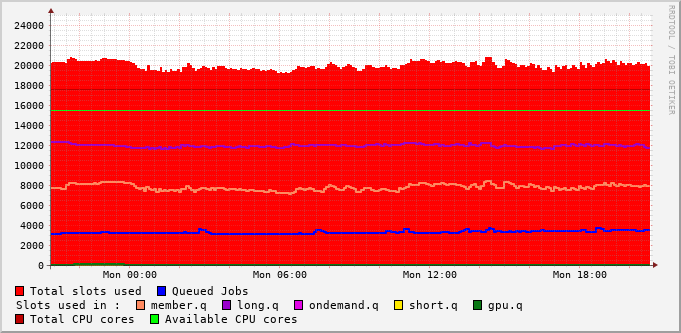 24000
22000
20000
18000
16000
14000
12000
10000
8000
6000
4000
2000
0
Mon 00:00 Mon 06:00 Mon 12:00 Mon 18:00
RRDTOOL / TOBI OETIKER
Total slots used Queued Jobs
Slots used in : member.q long.q ondemand.q short.q gpu.q
Total CPU cores Available CPU cores